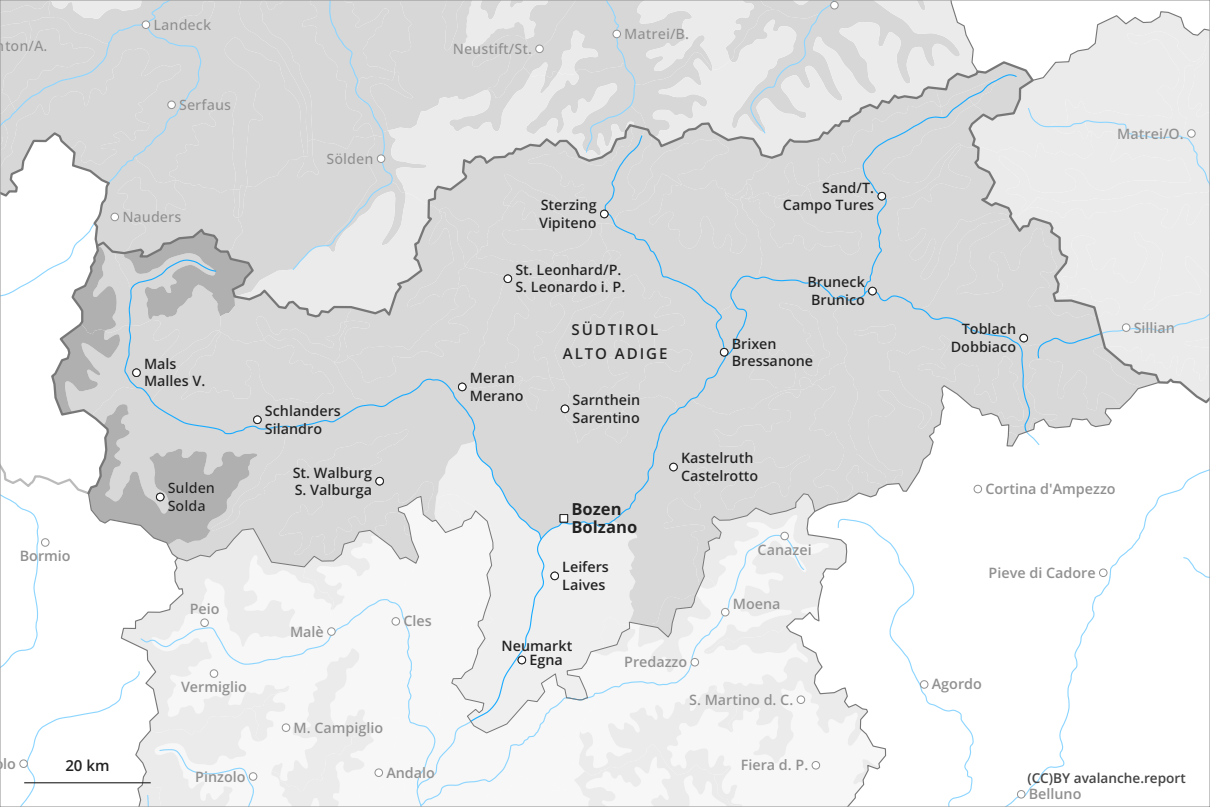 Landeck
nton/A.
Neustift/St.
Matrei/B.
Serfaus
Matrei/O.
Sölden
Sand/T.
Campo Tures
Sterzing
Vipiteno
Nauders
St. Leonhard/P.
S. Leonardo i. P.
Bruneck
Brunico
SÜDTIROL
ALTO ADIGE
Toblach
Dobbiaco
Sillian
Brixen
Bressanone
Mals
Malles V.
Meran
Merano
Sarnthein
Sarentino
Schlanders
Silandro
Kastelruth
Castelrotto
St. Walburg
S. Valburga
Sulden
Solda
Cortina d'Ampezzo
Bozen
Bolzano
Bormio
Canazei
Leifers
Laives
Pieve di Cadore
Peio
Moena
Malè
Cles
Neumarkt
Egna
Predazzo
Vermiglio
Agordo
S. Martino d. C.
M. Campiglio
olo
20 km
Pinzolo
Andalo
Fiera d. P.
(CC)BY avalanche.report
Belluno